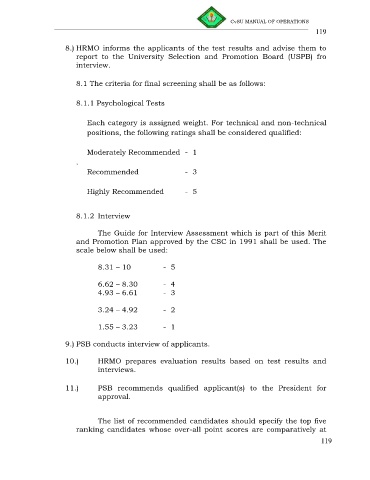 CvSU MANUAL OF OPERATIONS
119
8.) HRMO informs the applicants of the test results and advise them to
report to the University Selection and Promotion Board (USPB) fro
interview.
8.1 The criteria for final screening shall be as follows:
8.1.1 Psychological Tests
Each category is assigned weight. For technical and non-technical
positions, the following ratings shall be considered qualified:
Moderately Recommended - 1
.
Recommended - 3
Highly Recommended - 5
8.1.2 Interview
The Guide for Interview Assessment which is part of this Merit
and Promotion Plan approved by the CSC in 1991 shall be used. The
scale below shall be used:
8.31 – 10 - 5
6.62 – 8.30 - 4
4.93 – 6.61 - 3
3.24 – 4.92 - 2
1.55 – 3.23 - 1
9.) PSB conducts interview of applicants.
10.) HRMO prepares evaluation results based on test results and
interviews.
11.) PSB recommends qualified applicant(s) to the President for
approval.
The list of recommended candidates should specify the top five
ranking candidates whose over-all point scores are comparatively at
119